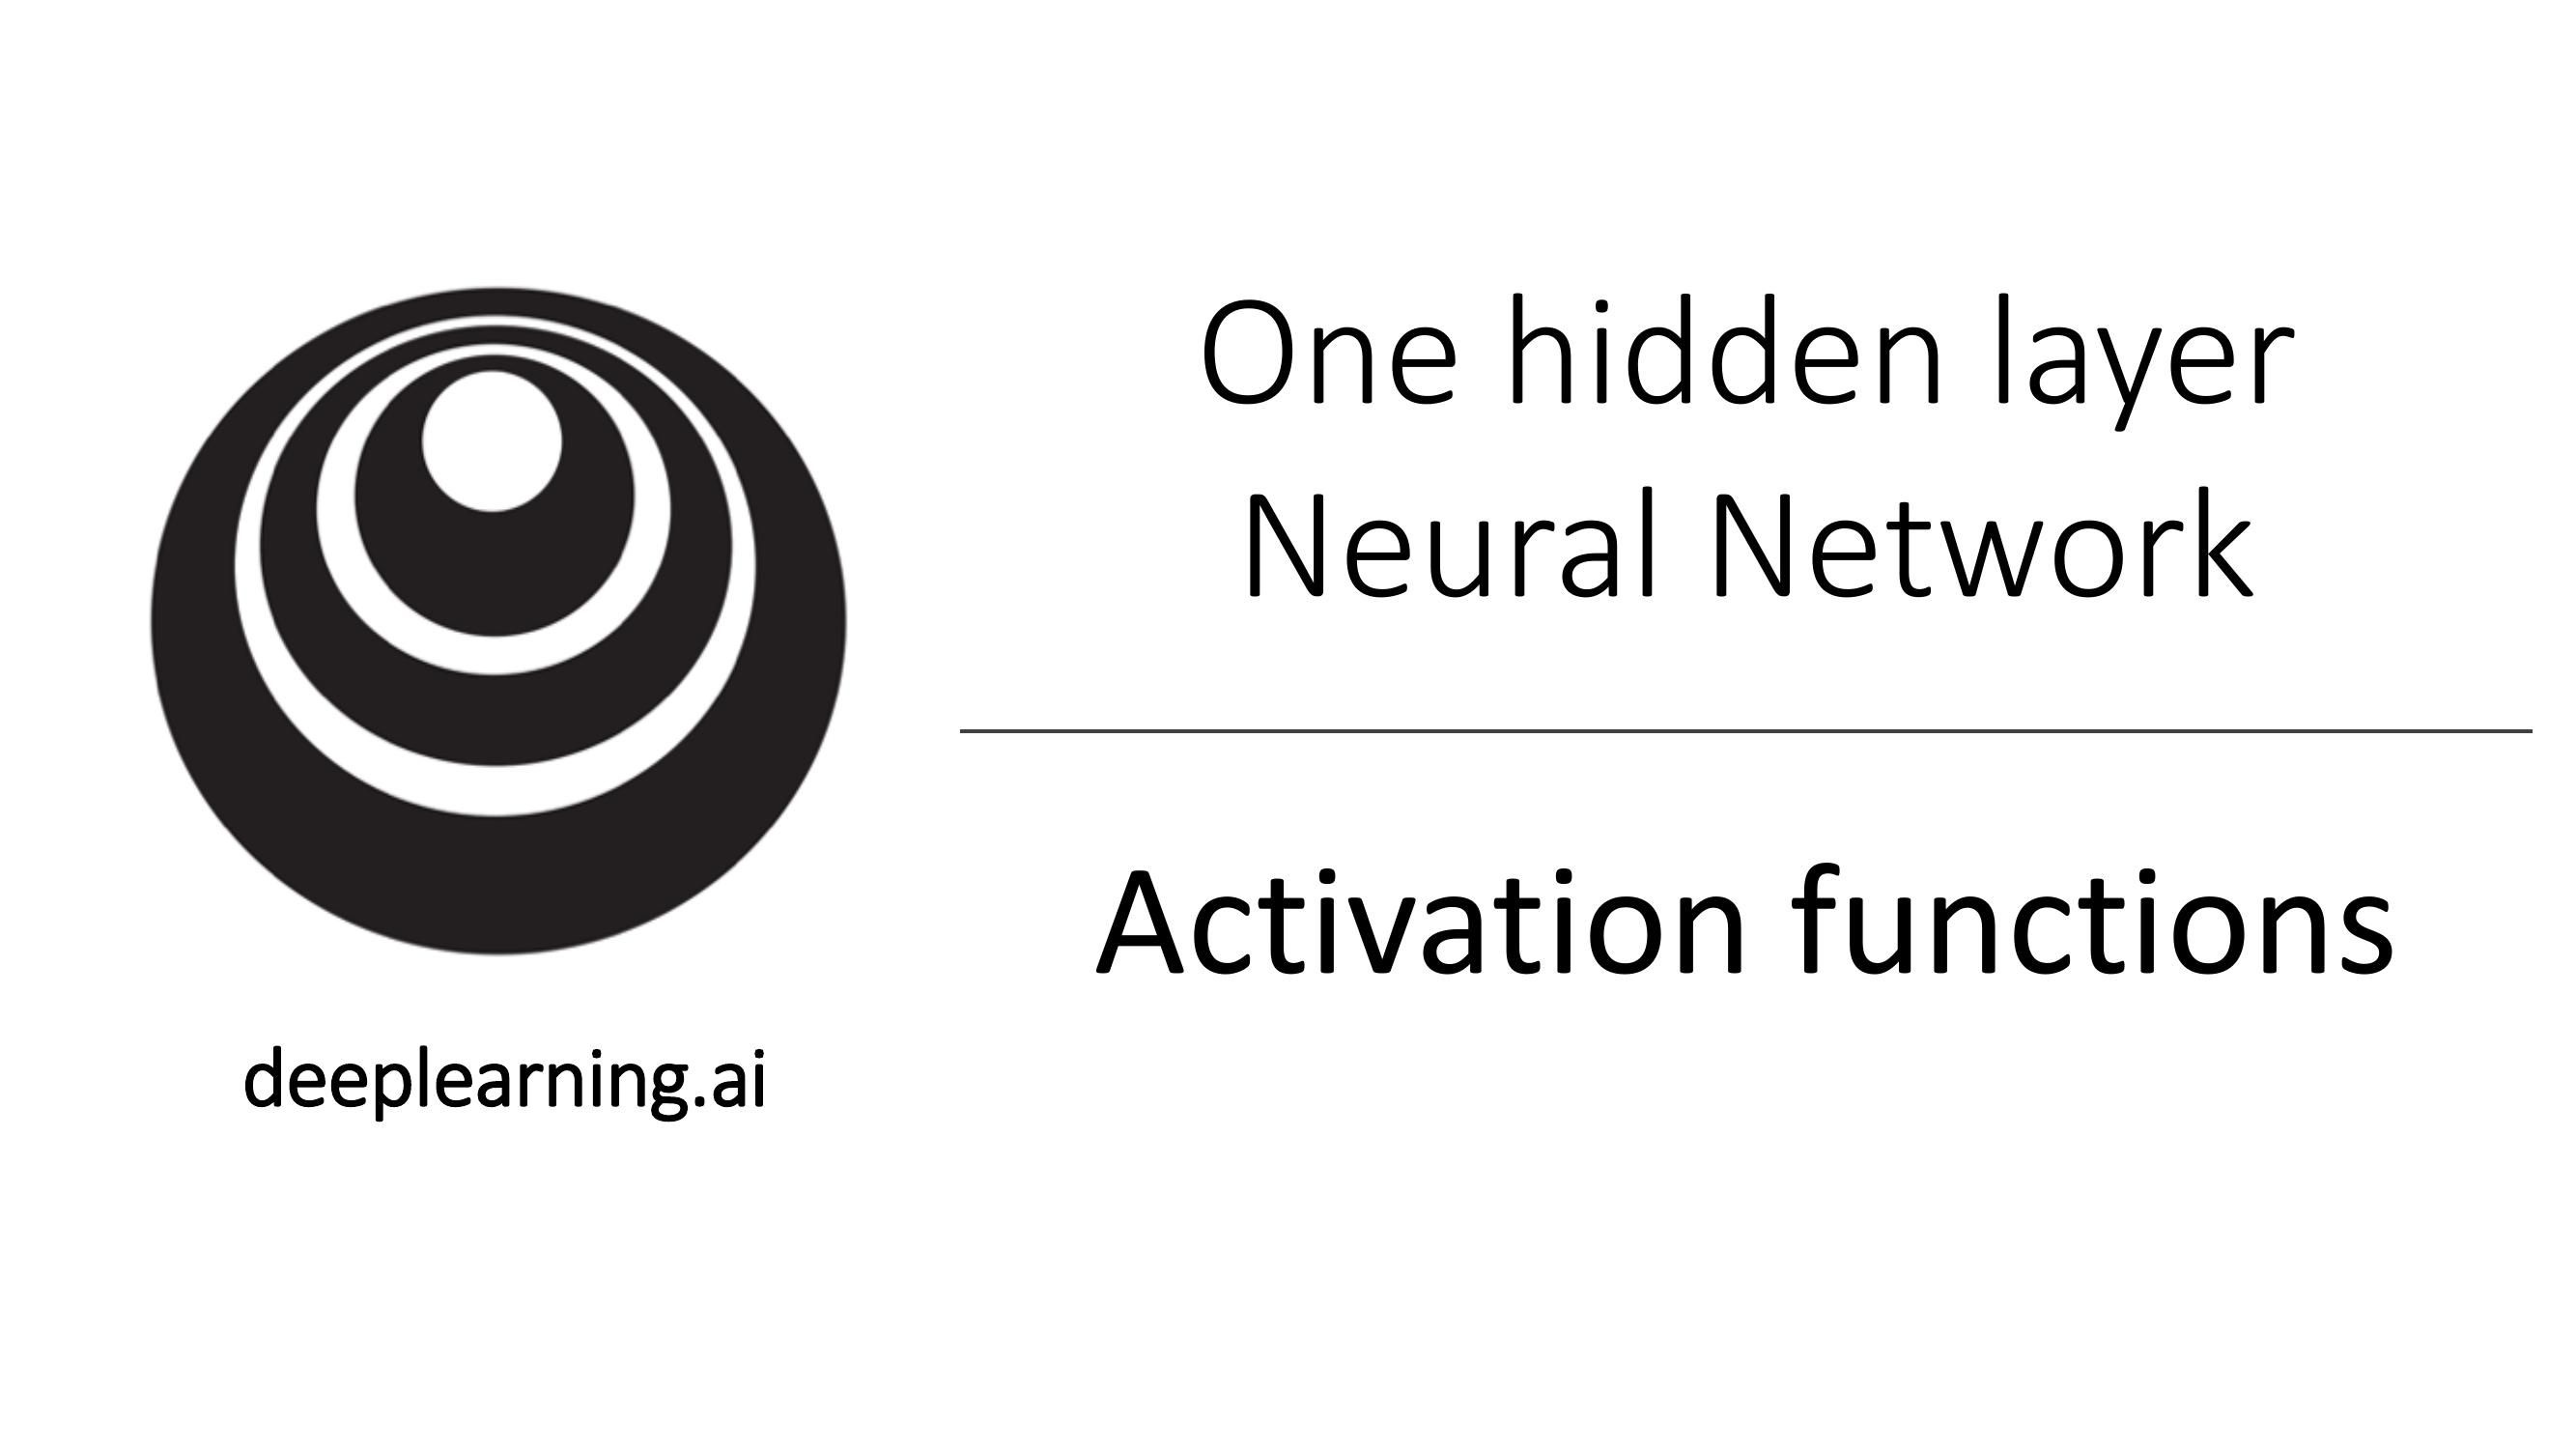 One hidden layer
Neural Network
Activation functions
deeplearning.ai